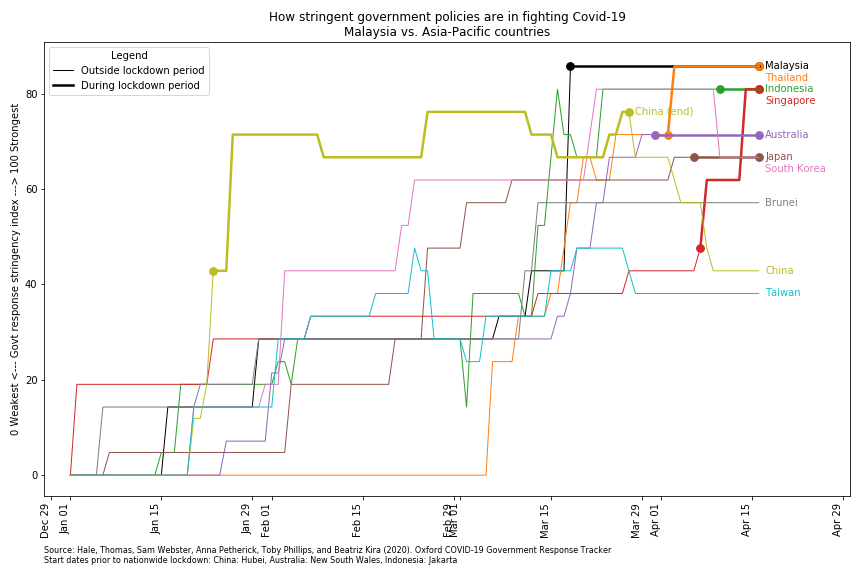 How stringent government policies are in fighting Covid-19
Malaysia vs. Asia-Pacific countries
0 Weakest <--- Govt response stringency index ---> 100 Strongest
80
60
40
20
0
Legend
Outside lockdown period
During lockdown period
Malaysia
Thailand
Indonesia
Singapore
China (end)
Australia
Japan
South Korea
Brunei
China
Taiwan
Dec 29
Jan 01
Jan 15
Jan 29
Feb 01
Feb 15
Feb 29
Mar 01
Mar 15
Mar 29
Apr 01
Apr 15
Apr 29
Source: Hale, Thomas, Sam Webster, Anna Petherick, Toby Phillips, and Beatriz Kira (2020). Oxford COVID-19 Government Response Tracker
Start dates prior to nationwide lockdown: China: Hubei, Australia: New South Wales, Indonesia: Jakarta